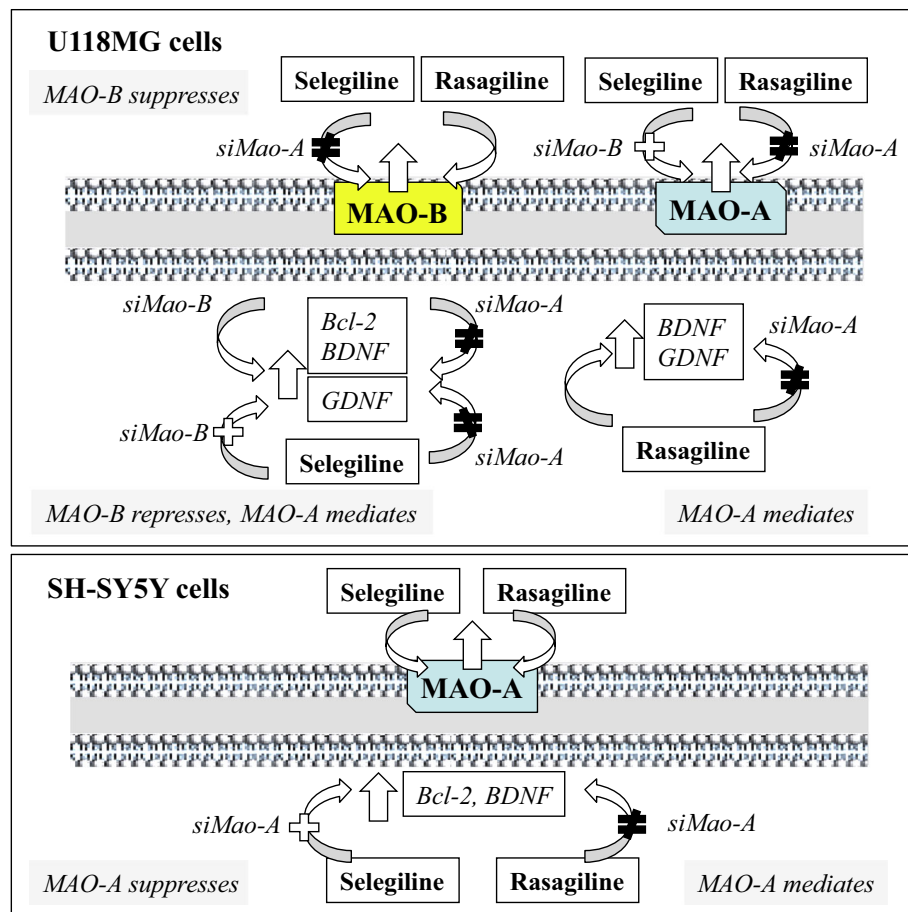 U118MG cells
MAO-B suppresses
Selegiline
Rasagiline
Selegiline
Rasagiline
siMao-A
siMao-B
siMao-A
MAO-B
MAO-A
siMao-B
Bcl-2
BDNF
siMao-A
GDNF
BDNF
GDNF
siMao-A
siMao-B
Selegiline
siMao-A
Rasagiline
MAO-B represses, MAO-A mediates
MAO-A mediates
SH-SY5Y cells
Selegiline
Rasagiline
MAO-A
Bcl-2, BDNF
siMao-A
siMao-A
Selegiline
Rasagiline
MAO-A suppresses
MAO-A mediates